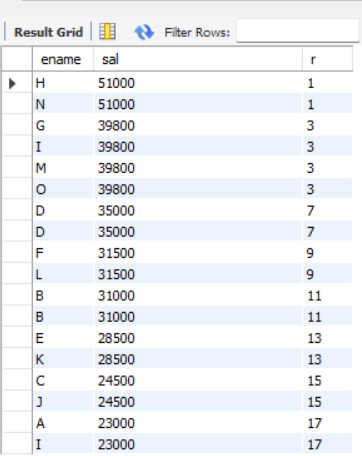 Result Grid Filter Rows:
ename sal r
H 51000 1
N 51000 1
G 39800 3
I 39800 3
M 39800 3
O 39800 3
D 35000 7
D 35000 7
F 31500 9
L 31500 9
B 31000 11
B 31000 11
E 28500 13
K 28500 13
C 24500 15
J 24500 15
A 23000 17
I 23000 17